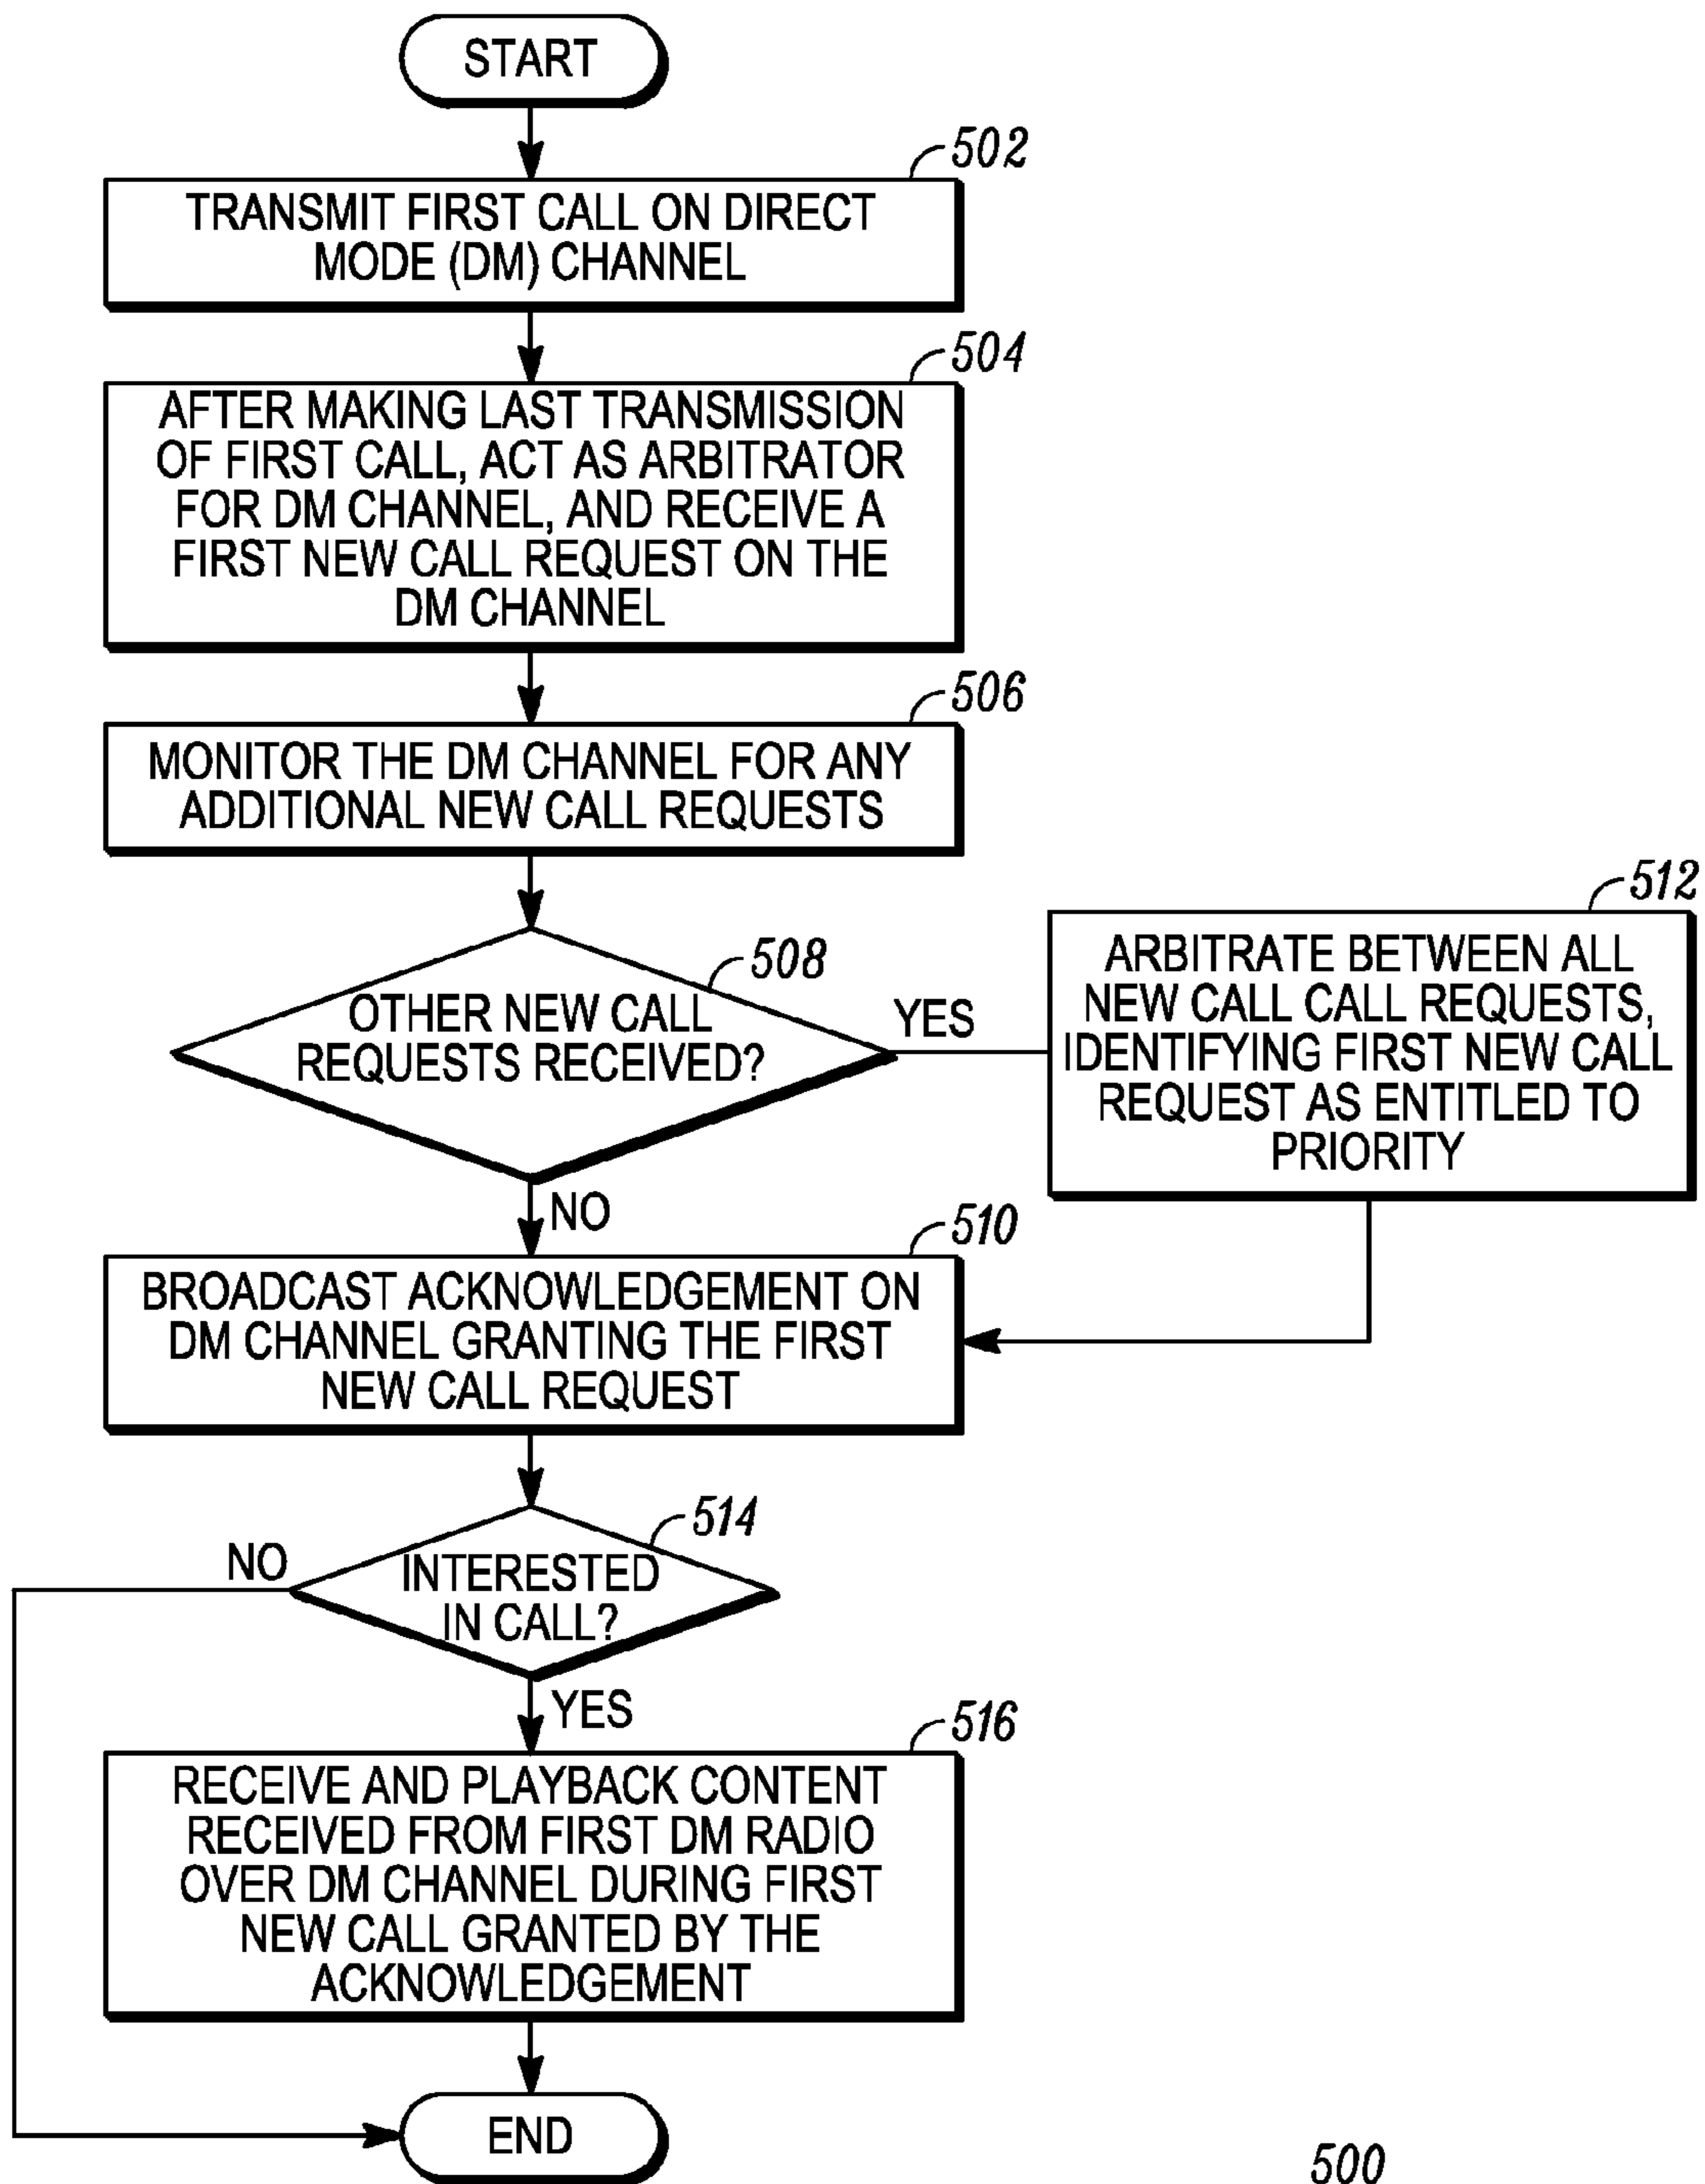 START
502
TRANSMIT FIRST CALL ON DIRECT
MODE (DM) CHANNEL
504
AFTER MAKING LAST TRANSMISSION
OF FIRST CALL, ACT AS ARBITRATOR
FOR DM CHANNEL, AND RECEIVE A
FIRST NEW CALL REQUEST ON THE
DM CHANNEL
506
MONITOR THE DM CHANNEL FOR ANY
ADDITIONAL NEW CALL REQUESTS
508
OTHER NEW CALL
REQUESTS RECEIVED?
YES
512
ARBITRATE BETWEEN ALL
NEW CALL CALL REQUESTS,
IDENTIFYING FIRST NEW CALL
REQUEST AS ENTITLED TO
PRIORITY
NO
510
BROADCAST ACKNOWLEDGEMENT ON
DM CHANNEL GRANTING THE FIRST
NEW CALL REQUEST
514
INTERESTED
IN CALL?
NO
YES
516
RECEIVE AND PLAYBACK CONTENT
RECEIVED FROM FIRST DM RADIO
OVER DM CHANNEL DURING FIRST
NEW CALL GRANTED BY THE
ACKNOWLEDGEMENT
END
500